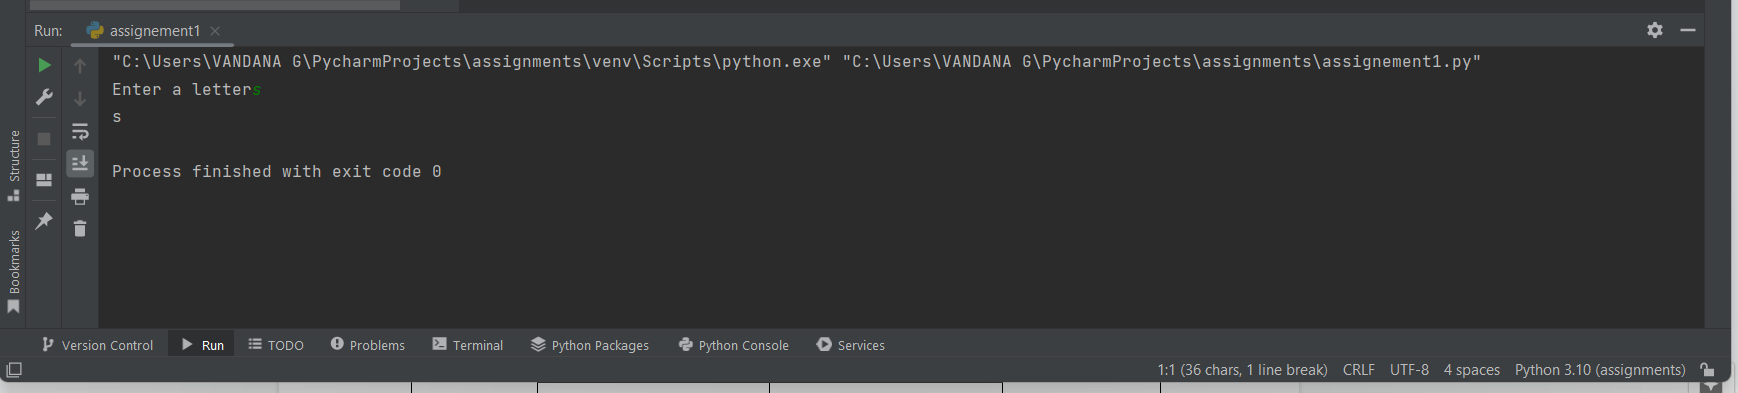 Run: assignement1
"C:\Users\VANDANA G\PycharmProjects\assignments\venv\Scripts\python.exe" "C:\Users\VANDANA G\PycharmProjects\assignments\assignement1.py"
Enter a letters
s
Process finished with exit code 0
Structure
Bookmarks
Version Control Run TODO Problems Terminal Python Packages Python Console Services
1:1 (36 chars, 1 line break) CRLF UTF-8 4 spaces Python 3.10 (assignments)